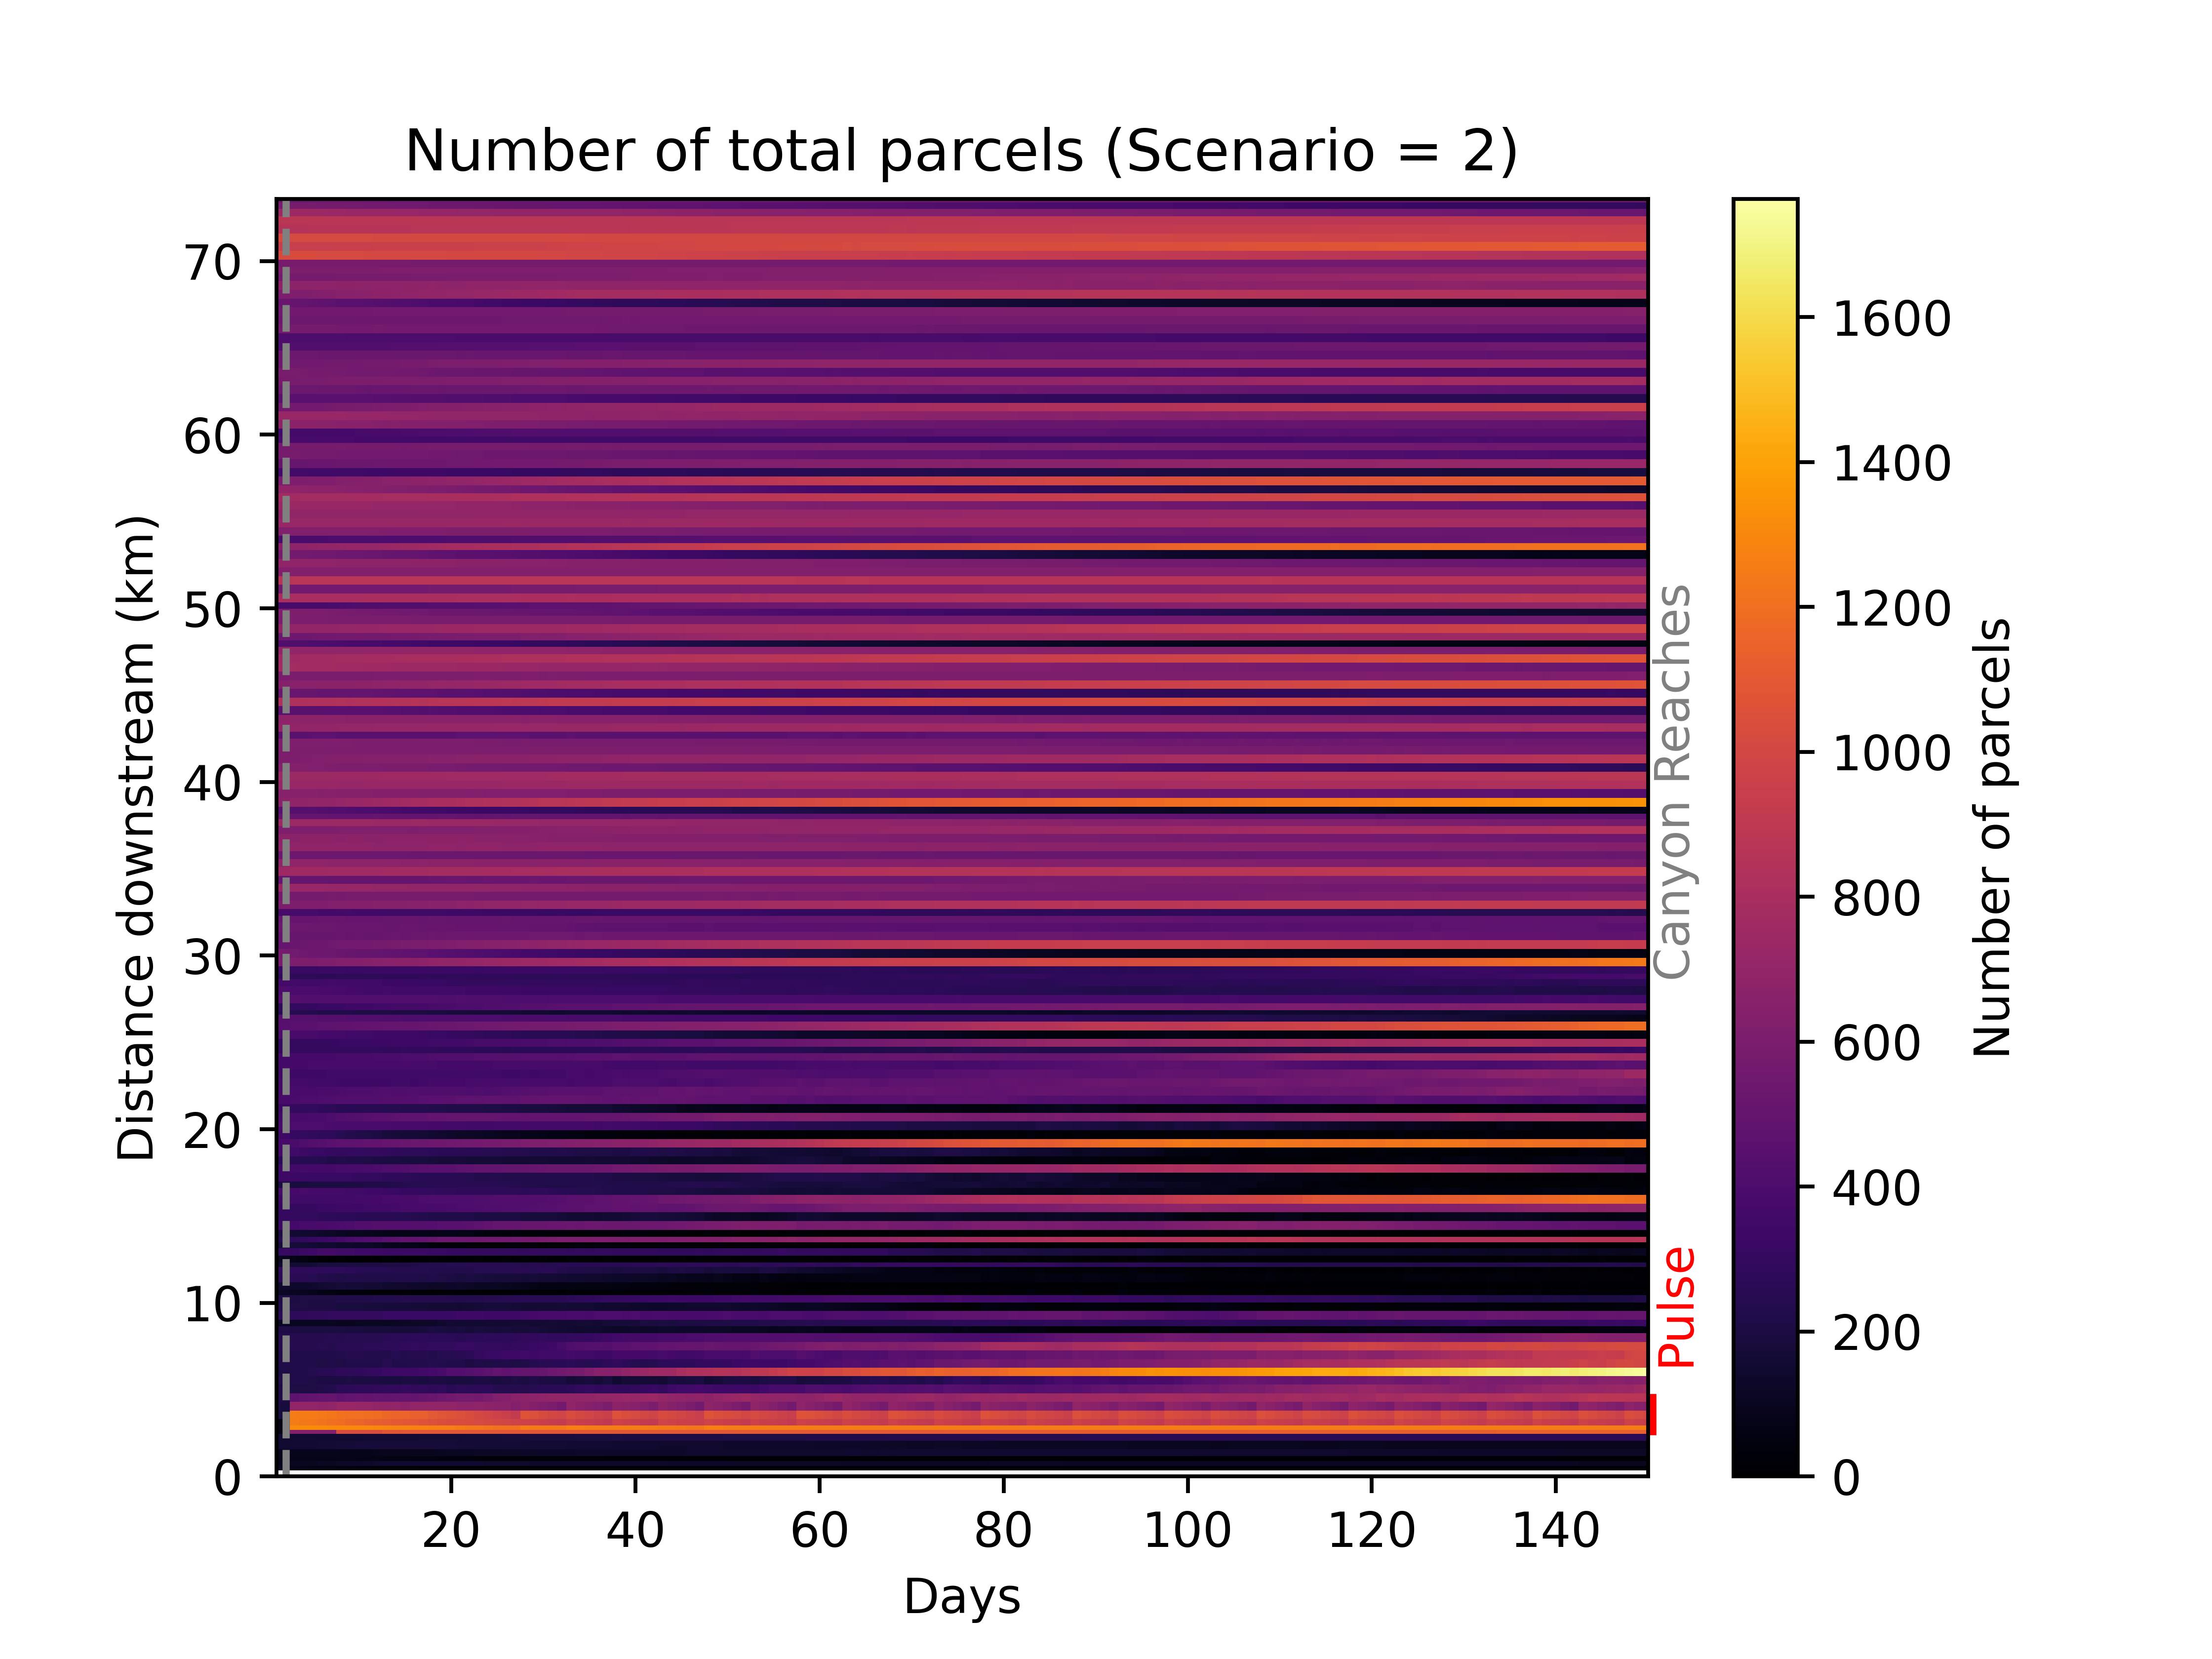 Number of total parcels (Scenario = 2)
Distance downstream (km)
70
60
50
40
30
20
10
0
20 40 60 80 100 120 140
Days
Canyon Reaches
Pulse
1600
1400
1200
1000
800
600
400
200
0
Number of parcels